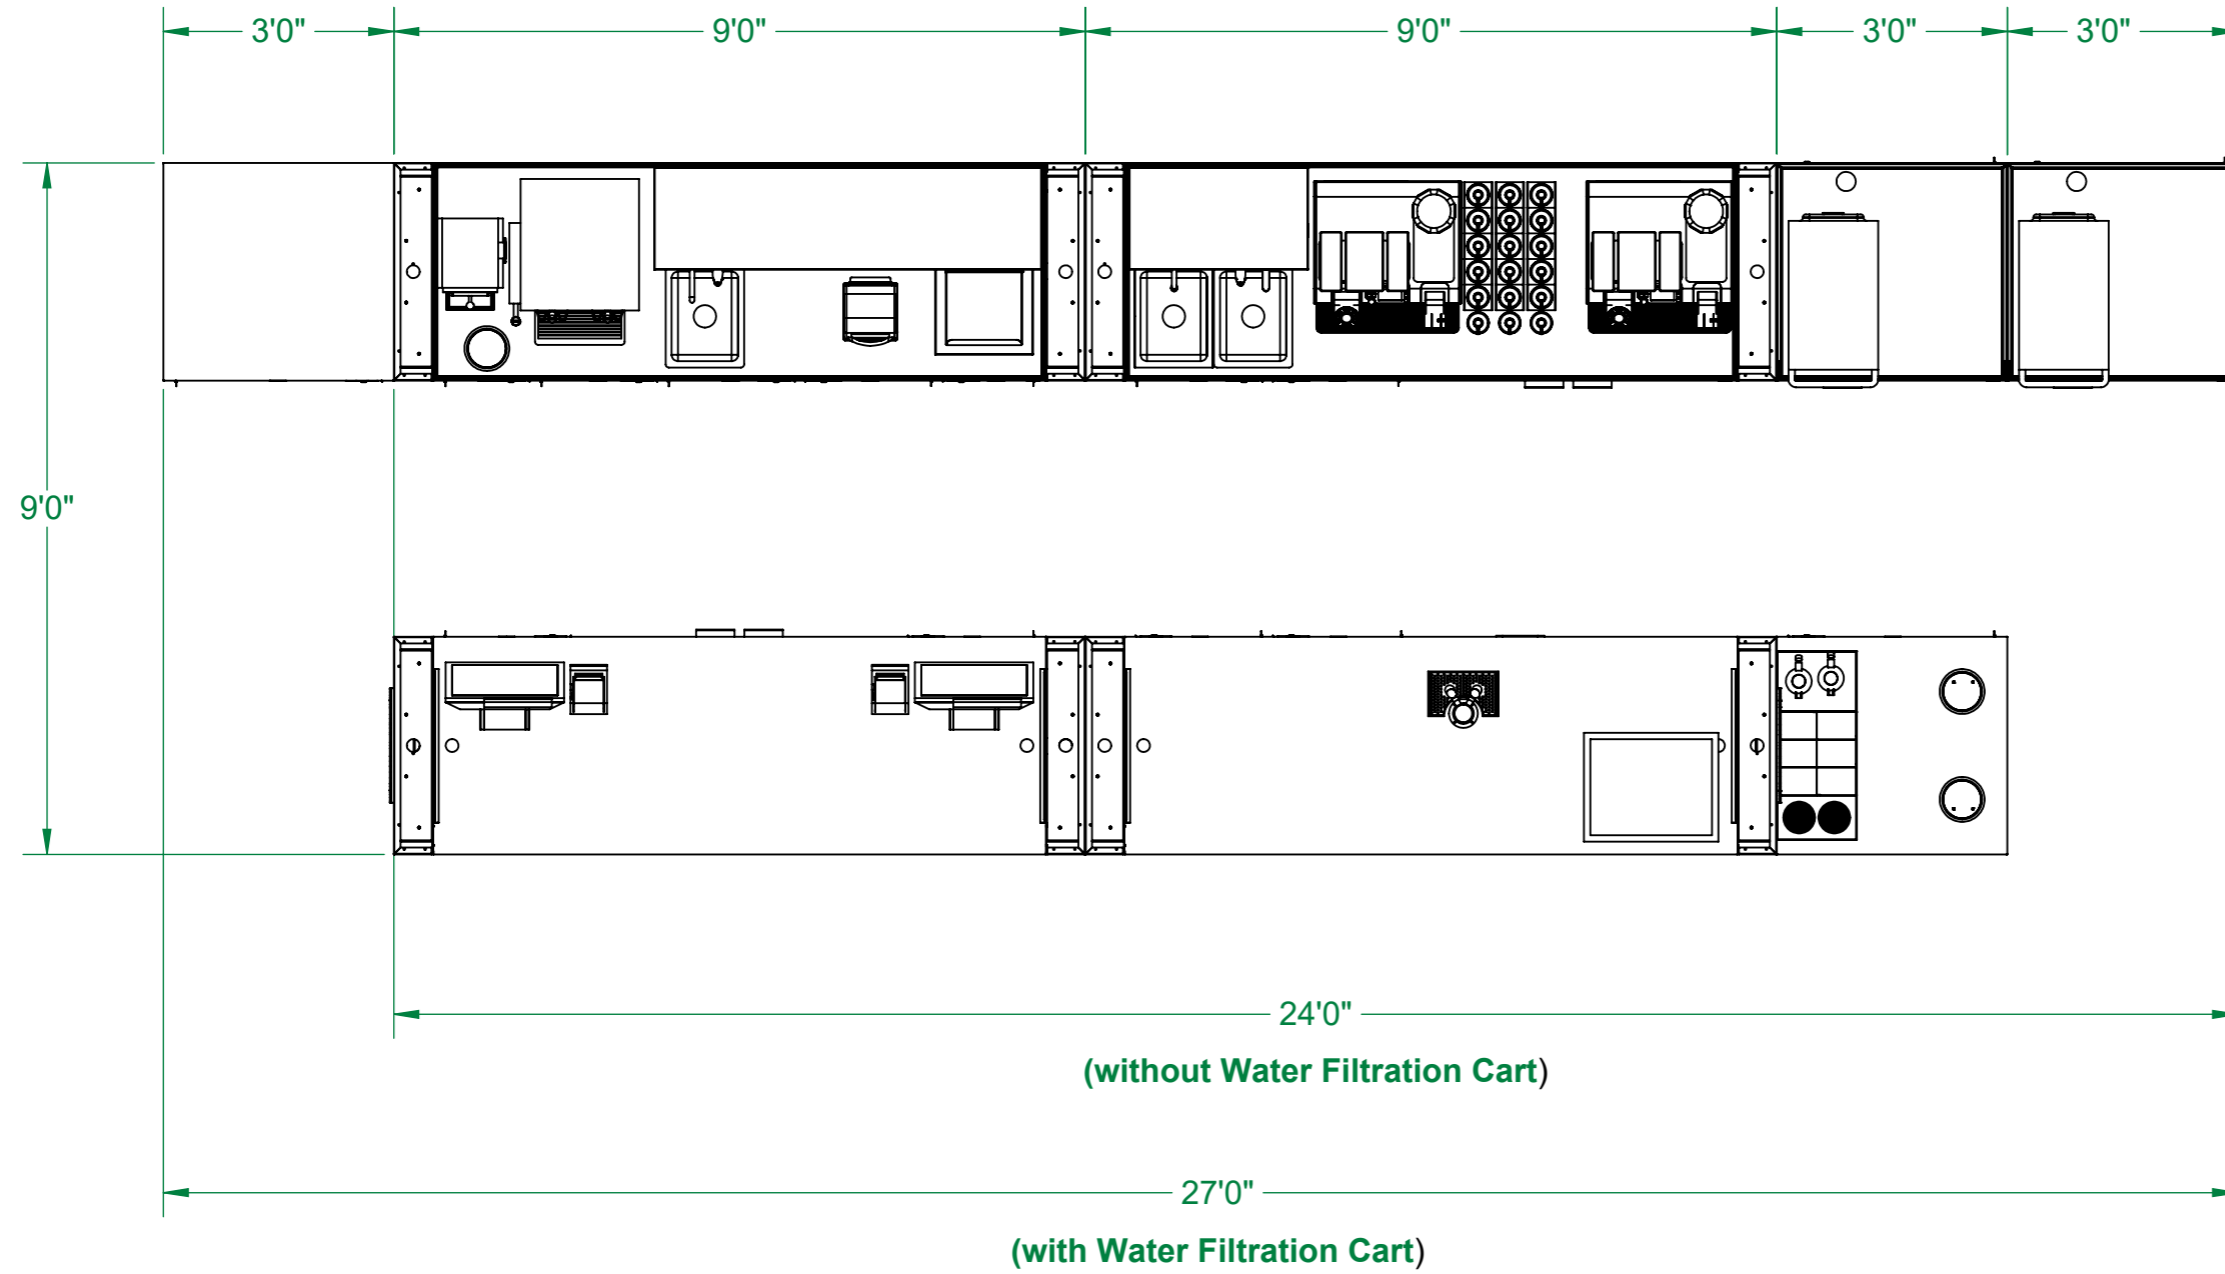 3'0" 9'0" 9'0" 3'0" 3'0"
9'0"
24'0"
(without Water Filtration Cart)
27'0"
(with Water Filtration Cart)